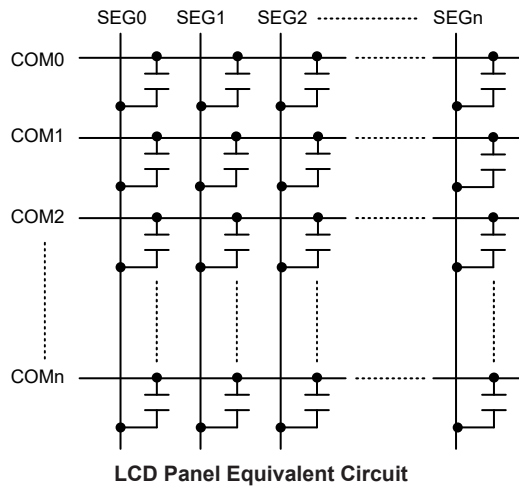 SEG0 SEG1 SEG2 SEGn
COM0
COM1
COM2
COMn
LCD Panel Equivalent Circuit